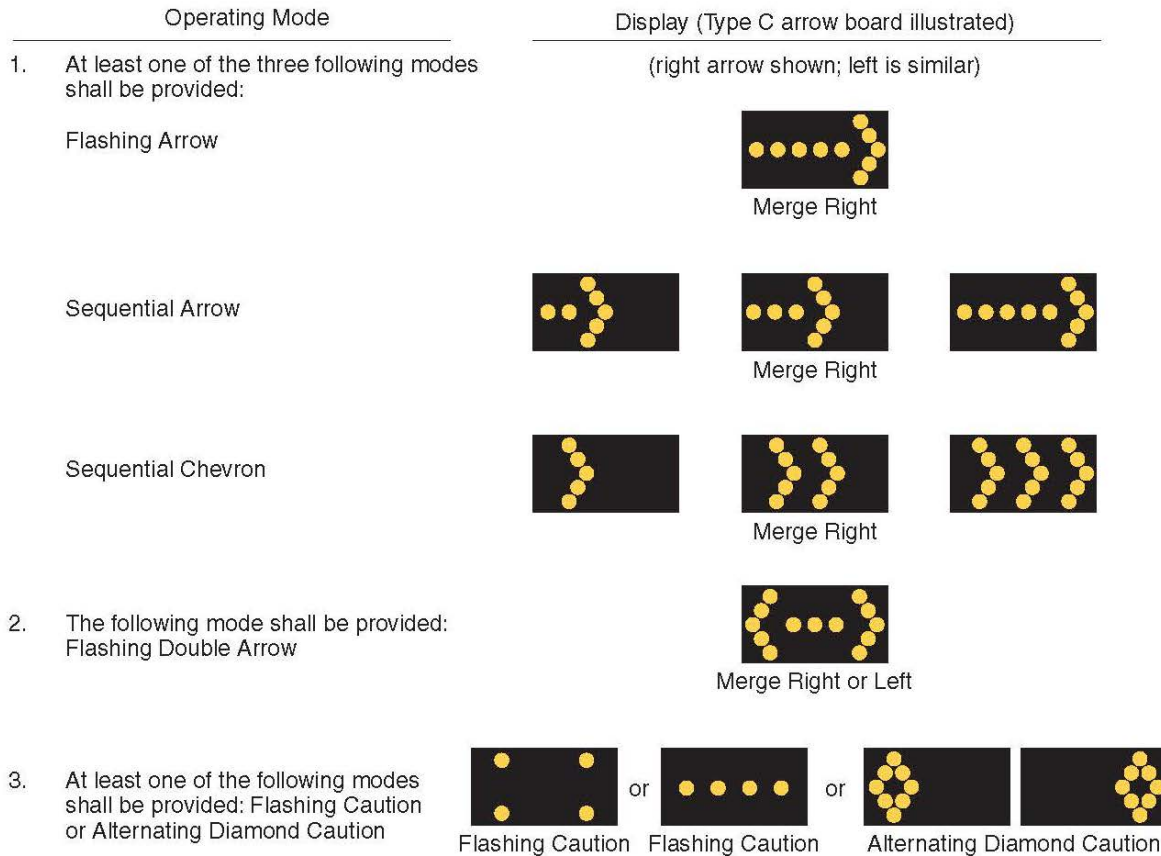 Operating Mode
Display (Type C arrow board illustrated)
1. At least one of the three following modes
shall be provided:
(right arrow shown; left is similar)
Flashing Arrow
Merge Right
Sequential Arrow
Merge Right
Sequential Chevron
Merge Right
2. The following mode shall be provided:
Flashing Double Arrow
Merge Right or Left
3. At least one of the following modes
shall be provided: Flashing Caution
or Alternating Diamond Caution
or
or
Flashing Caution
Flashing Caution
Alternating Diamond Caution